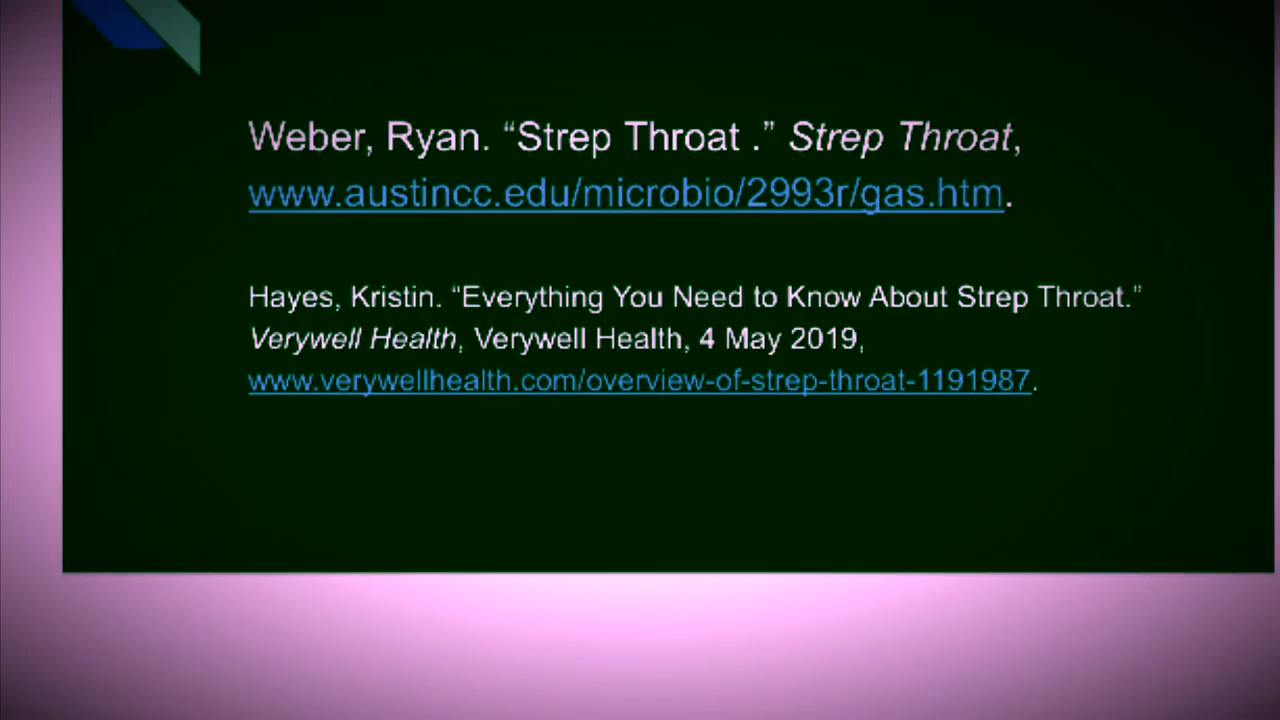 Weber, Ryan. “Strep Throat .” Strep Throat,
www.austincc.edu/microbio/2993r/gas.htm.
Hayes, Kristin. “Everything You Need to Know About Strep Throat.”
Verywell Health, Verywell Health, 4 May 2019,
www.verywellhealth.com/overview-of-strep-throat-1191987.